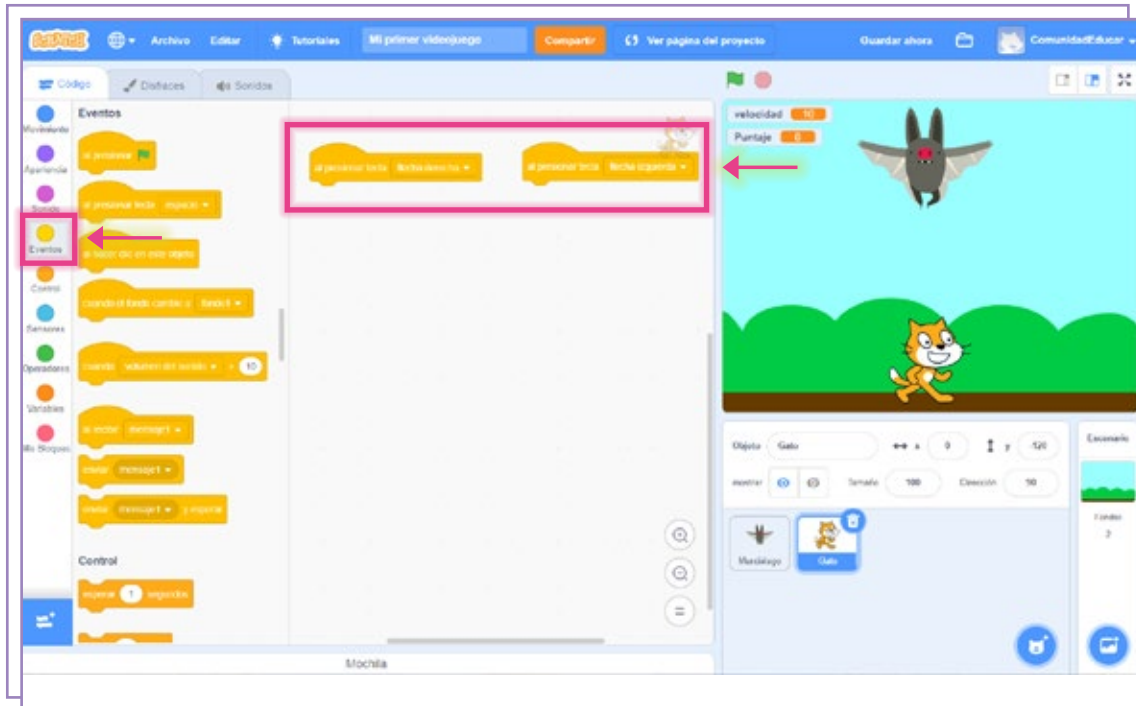 SCRATCH
Archivo
Editar
Tutoriales
Mi primer videojuego
Compartir
Ver página del proyecto
Guardar ahora
ComunidadEducar
Código
Disfraces
Sonidos
Movimiento
Apariencia
Sonido
Eventos
Control
Sensores
Operadores
Variables
Mis Bloques
Eventos
al presionar
al presionar tecla espacio
al hacer clic en este objeto
cuando el fondo cambie a fondo1
cuando volumen del sonido > 10
al recibir mensaje1
enviar mensaje1
enviar mensaje1 y esperar
Control
esperar 1 segundos
al presionar tecla flecha derecha
al presionar tecla flecha izquierda
velocidad 10
Puntaje 0
Objeto Gato x 0 y -120
mostrar Tamaño 100 Dirección 90
Murciélago
Gato
Escenario
Fondos
2
Mochila